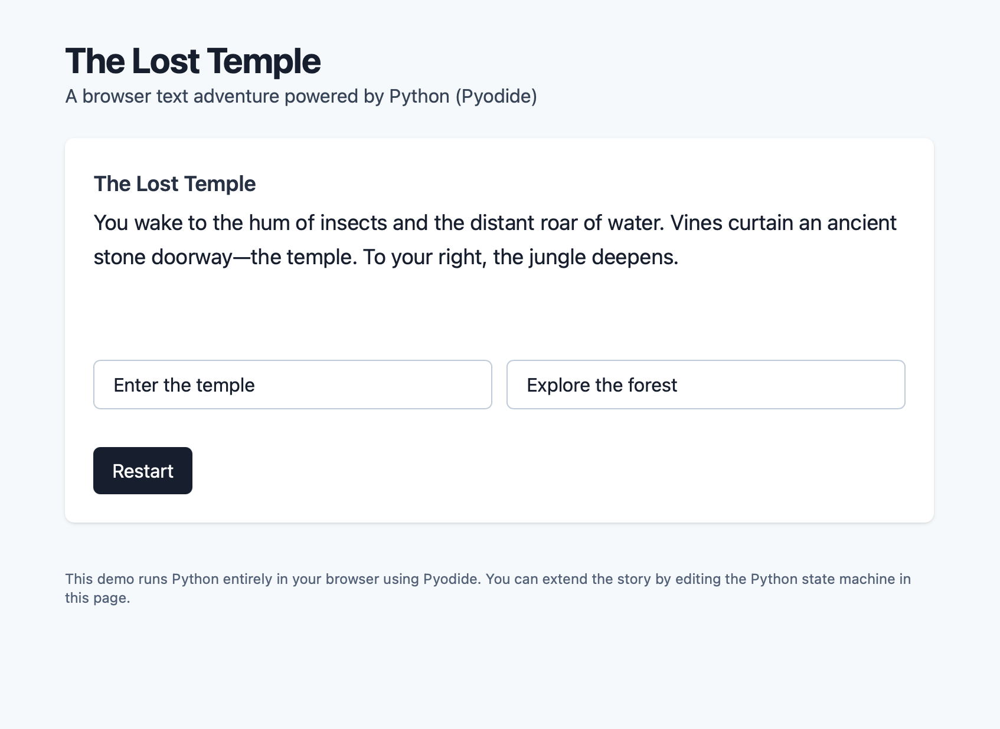 The Lost Temple
A browser text adventure powered by Python (Pyodide)
The Lost Temple
You wake to the hum of insects and the distant roar of water. Vines curtain an ancient
stone doorway—the temple. To your right, the jungle deepens.
Enter the temple
Explore the forest
Restart
This demo runs Python entirely in your browser using Pyodide. You can extend the story by editing the Python state machine in
this page.